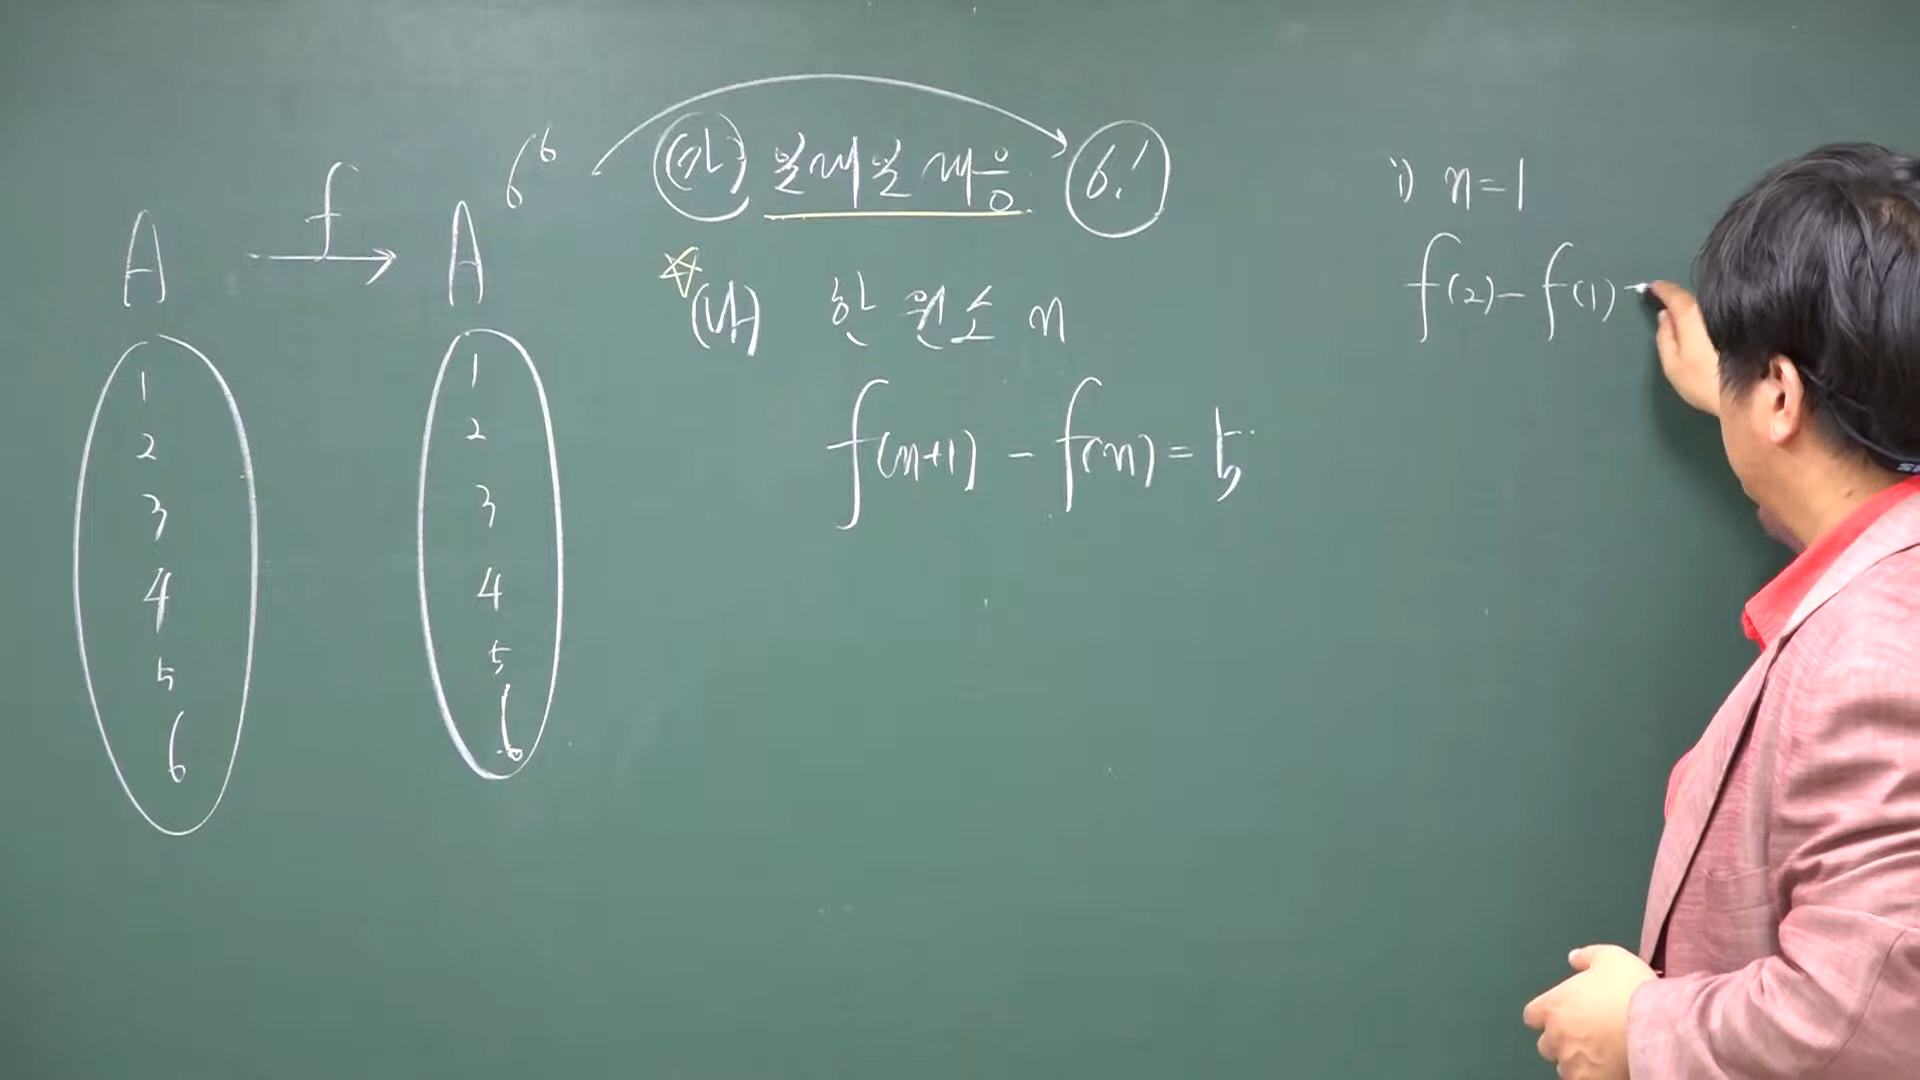 A f A 6⁶
1
2
3
4
5
6
1
2
3
4
5
6
(가) 일대일 대응 6!
(나) 한 원소 n
f(n+1) - f(n) = 5
i) n=1
f(2) - f(1)